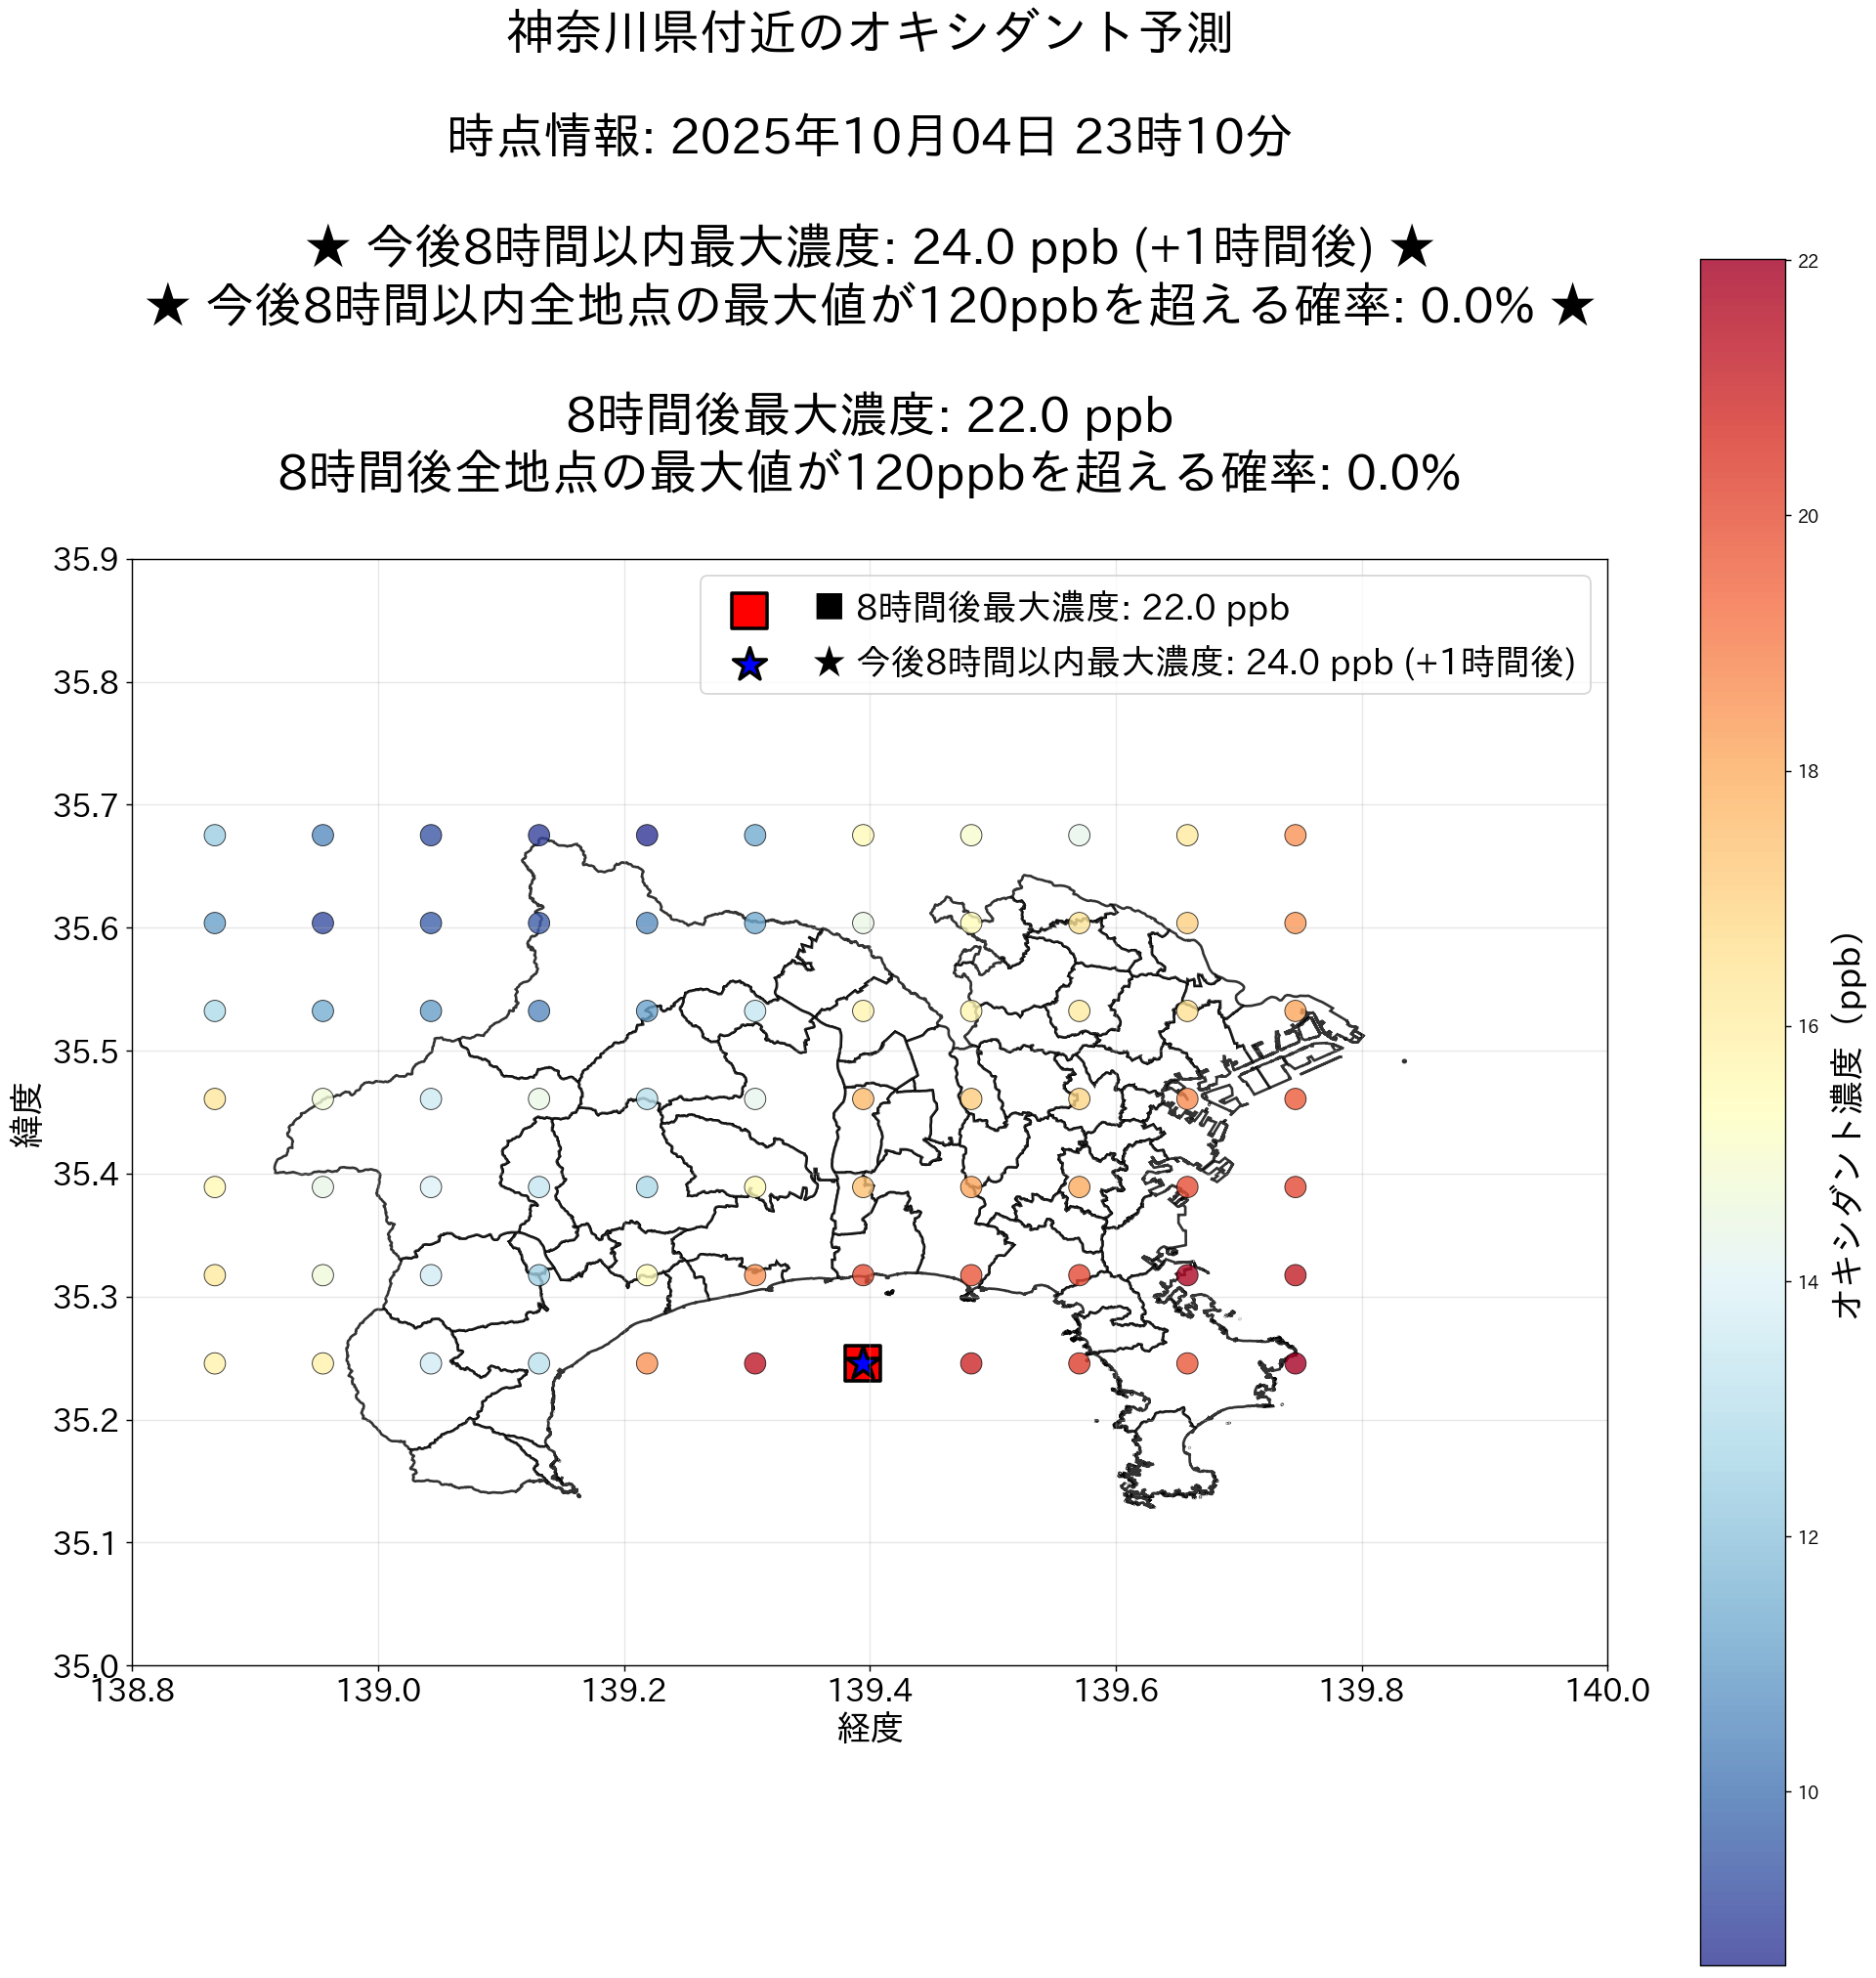 神奈川県付近のオキシダント予測
時点情報: 2025年10月04日 23時10分
★ 今後8時間以内最大濃度: 24.0 ppb (+1時間後) ★
★ 今後8時間以内全地点の最大値が120ppbを超える確率: 0.0% ★
8時間後最大濃度: 22.0 ppb
8時間後全地点の最大値が120ppbを超える確率: 0.0%
■ 8時間後最大濃度: 22.0 ppb
★ 今後8時間以内最大濃度: 24.0 ppb (+1時間後)
35.9
35.8
35.7
35.6
35.5
35.4
35.3
35.2
35.1
35.0
緯度
138.8
139.0
139.2
139.4
139.6
139.8
140.0
経度
22
20
18
16
14
12
10
オキシダント濃度（ppb）